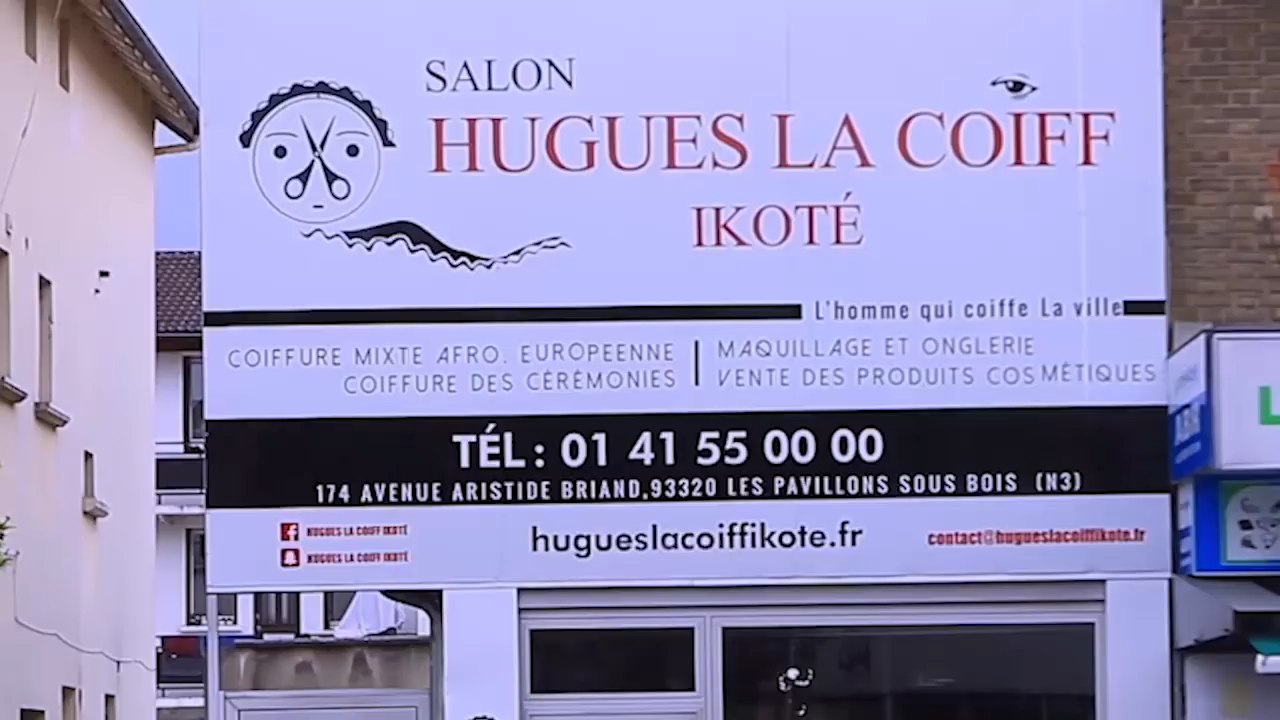 SALON
HUGUES LA COIFF
IKOTÉ
L'homme qui coiffe La ville
COIFFURE MIXTE AFRO. EUROPEENNE
COIFFURE DES CÉRÉMONIES
MAQUILLAGE ET ONGLERIE
VENTE DES PRODUITS COSMÉTIQUES
TÉL : 01 41 55 00 00
174 AVENUE ARISTIDE BRIAND,93320 LES PAVILLONS SOUS BOIS (N3)
HUGUES LA COIFF IKOTÉ
HUGUES LA COIFF IKOTÉ
hugueslacoiffikote.fr
contact@hugueslacoiffikote.fr